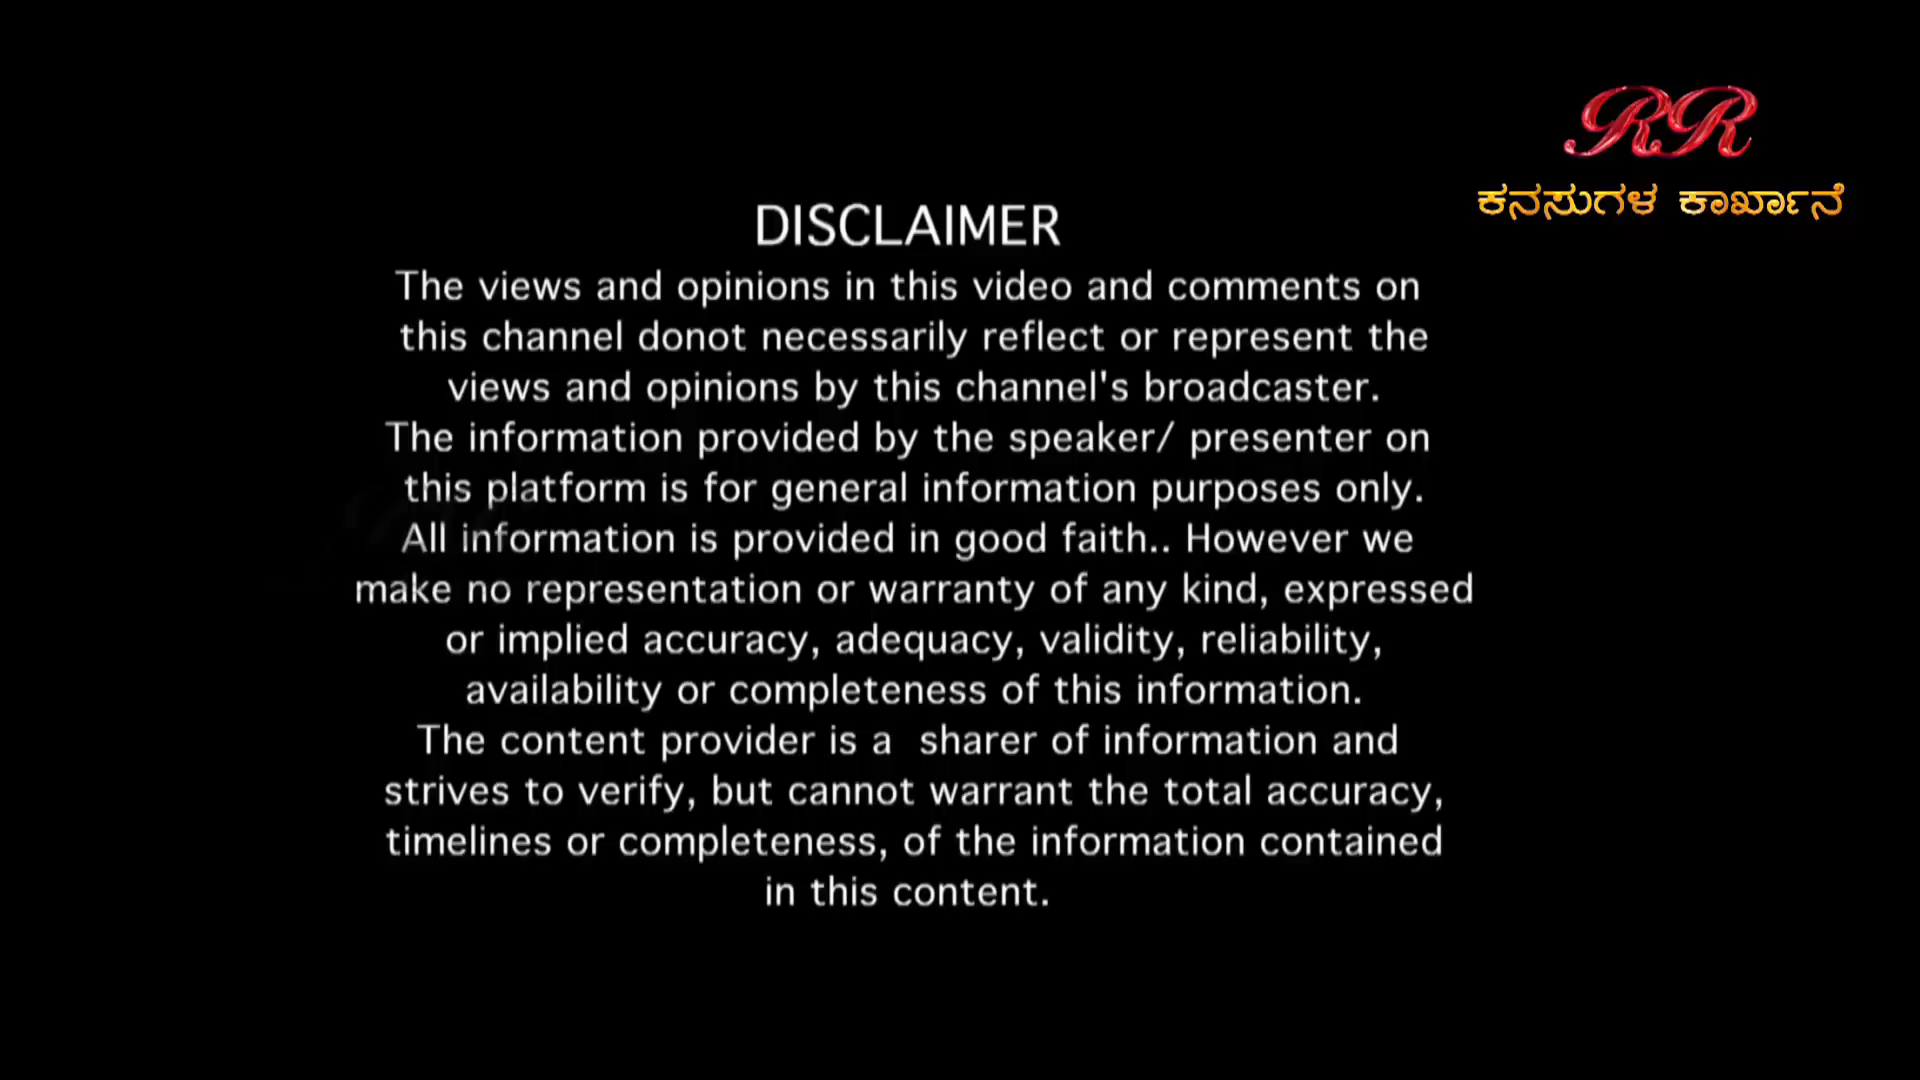 RR
ಕನಸುಗಳ ಕಾರ್ಖಾನೆ
DISCLAIMER
The views and opinions in this video and comments on
this channel donot necessarily reflect or represent the
views and opinions by this channel's broadcaster.
The information provided by the speaker/ presenter on
this platform is for general information purposes only.
All information is provided in good faith.. However we
make no representation or warranty of any kind, expressed
or implied accuracy, adequacy, validity, reliability,
availability or completeness of this information.
The content provider is a  sharer of information and
strives to verify, but cannot warrant the total accuracy,
timelines or completeness, of the information contained
in this content.